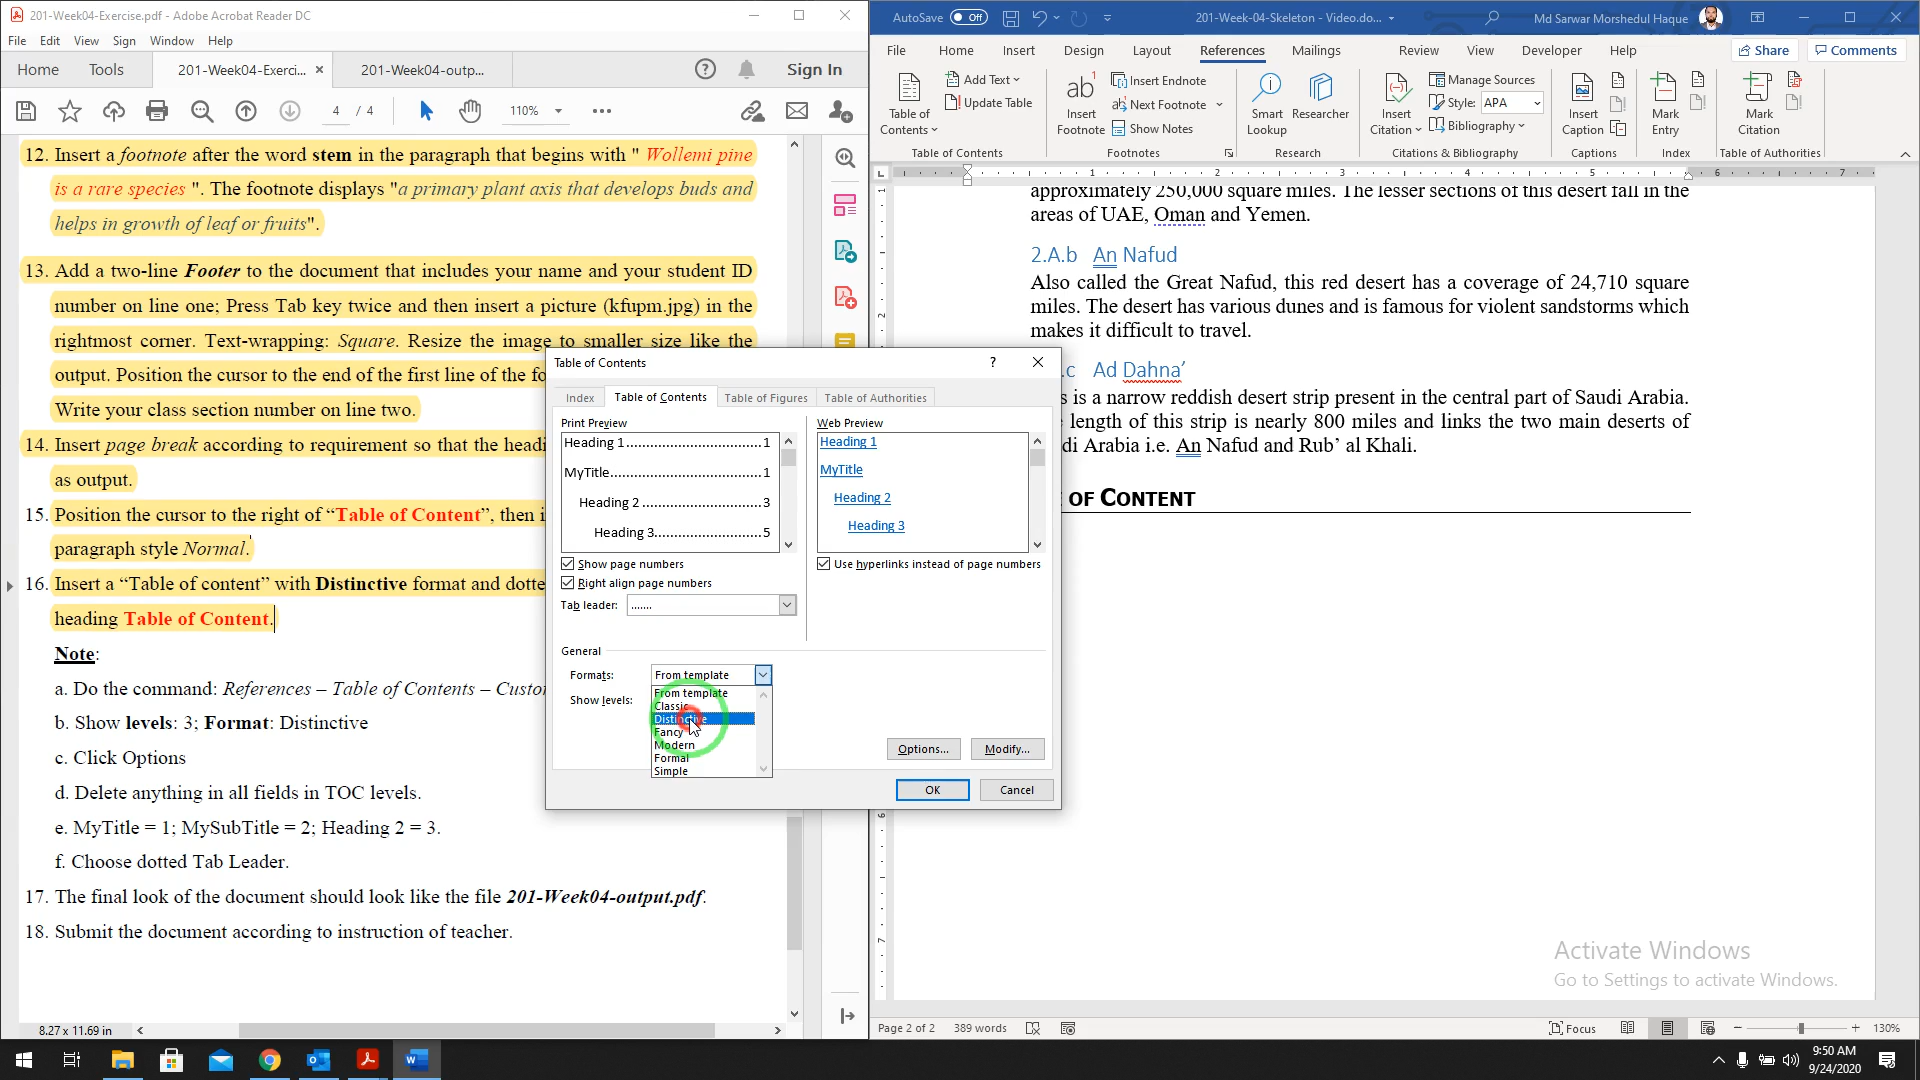 201-Week04-Exercise.pdf - Adobe Acrobat Reader DC
File Edit View Sign Window Help
Home Tools 201-Week04-Exerci... × 201-Week04-outp... Sign In
4 / 4 110%
12. Insert a footnote after the word stem in the paragraph that begins with " Wollemi pine
is a rare species ". The footnote displays "a primary plant axis that develops buds and
helps in growth of leaf or fruits".
13. Add a two-line Footer to the document that includes your name and your student ID
number on line one; Press Tab key twice and then insert a picture (kfupm.jpg) in the
rightmost corner. Text-wrapping: Square. Resize the image to smaller size like the
output. Position the cursor to the end of the first line of the fo
Write your class section number on line two.
14. Insert page break according to requirement so that the headi
as output.
15. Position the cursor to the right of “Table of Content”, then i
paragraph style Normal.
16. Insert a “Table of content” with Distinctive format and dotte
heading Table of Content.
Note:
a. Do the command: References – Table of Contents – Custo
b. Show levels: 3; Format: Distinctive
c. Click Options
d. Delete anything in all fields in TOC levels.
e. MyTitle = 1; MySubTitle = 2; Heading 2 = 3.
f. Choose dotted Tab Leader.
17. The final look of the document should look like the file 201-Week04-output.pdf.
18. Submit the document according to instruction of teacher.
8.27 x 11.69 in
AutoSave Off 201-Week-04-Skeleton - Video.do... Md Sarwar Morshedul Haque
File Home Insert Design Layout References Mailings Review View Developer Help Share Comments
Table of Contents Add Text Update Table
Table of Contents
ab Insert Footnote Insert Endnote Next Footnote Show Notes
Footnotes
Smart Lookup Researcher
Research
Insert Citation Manage Sources Style: APA Bibliography
Citations & Bibliography
Insert Caption
Captions
Mark Entry
Index
Mark Citation
Table of Authorities
1 2 3 4 5 6 7
approximately 250,000 square miles. The lesser sections of this desert fall in the
areas of UAE, Oman and Yemen.
2.A.b An Nafud
Also called the Great Nafud, this red desert has a coverage of 24,710 square
miles. The desert has various dunes and is famous for violent sandstorms which
makes it difficult to travel.
.c Ad Dahna’
s is a narrow reddish desert strip present in the central part of Saudi Arabia.
length of this strip is nearly 800 miles and links the two main deserts of
di Arabia i.e. An Nafud and Rub’ al Khali.
OF CONTENT
Table of Contents ? ×
Index Table of Contents Table of Figures Table of Authorities
Print Preview
Heading 1 1
MyTitle 1
Heading 2 3
Heading 3 5
Web Preview
Heading 1
MyTitle
Heading 2
Heading 3
Show page numbers
Right align page numbers
Tab leader: .......
Use hyperlinks instead of page numbers
General
Formats: From template
From template
Classic
Distinctive
Fancy
Modern
Formal
Simple
Show levels:
Options... Modify...
OK Cancel
Activate Windows
Go to Settings to activate Windows.
Page 2 of 2 389 words Focus 130%
9:50 AM
9/24/2020